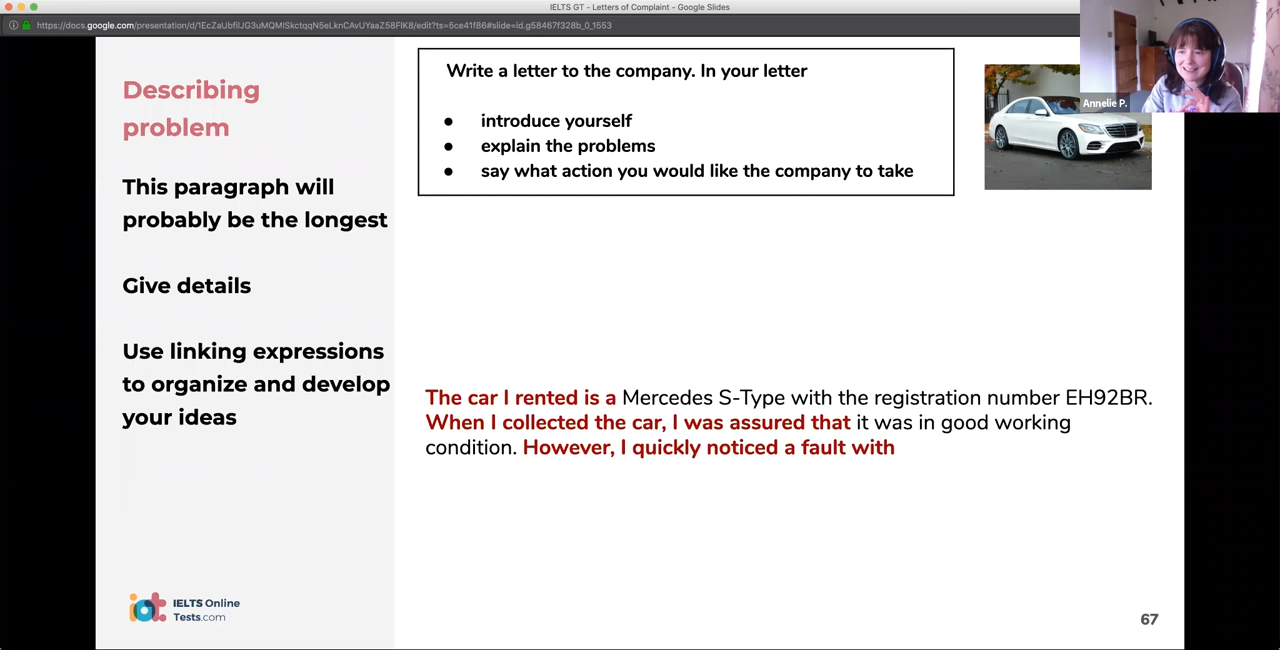 IELTS GT - Letters of Complaint - Google Slides
Describing
problem
This paragraph will
probably be the longest
Give details
Use linking expressions
to organize and develop
your ideas
IELTS Online
Tests.com
Write a letter to the company. In your letter
● introduce yourself
● explain the problems
● say what action you would like the company to take
Annelie P.
The car I rented is a Mercedes S-Type with the registration number EH92BR.
When I collected the car, I was assured that it was in good working
condition. However, I quickly noticed a fault with
67